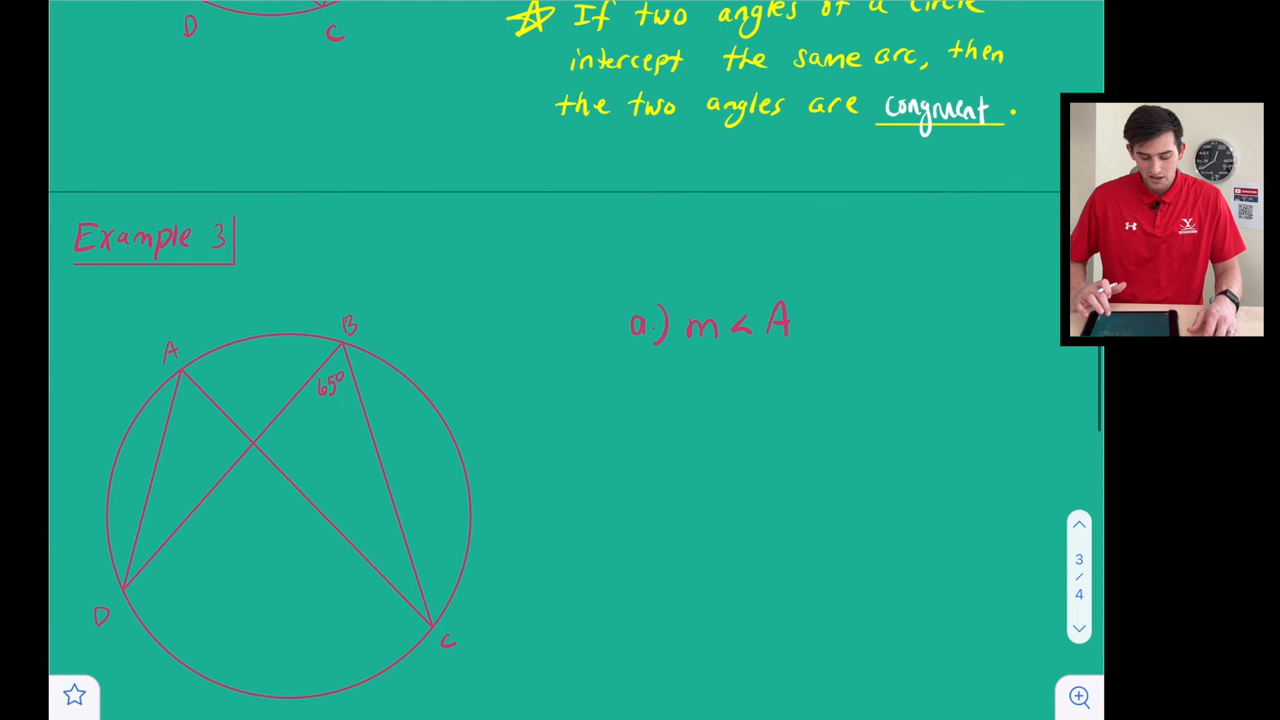 D
C
☆ If two angles of a circle
intercept the same arc, then
the two angles are congruent.
Example 3
a.) m < A
B
A
65°
D
C
3
/
4